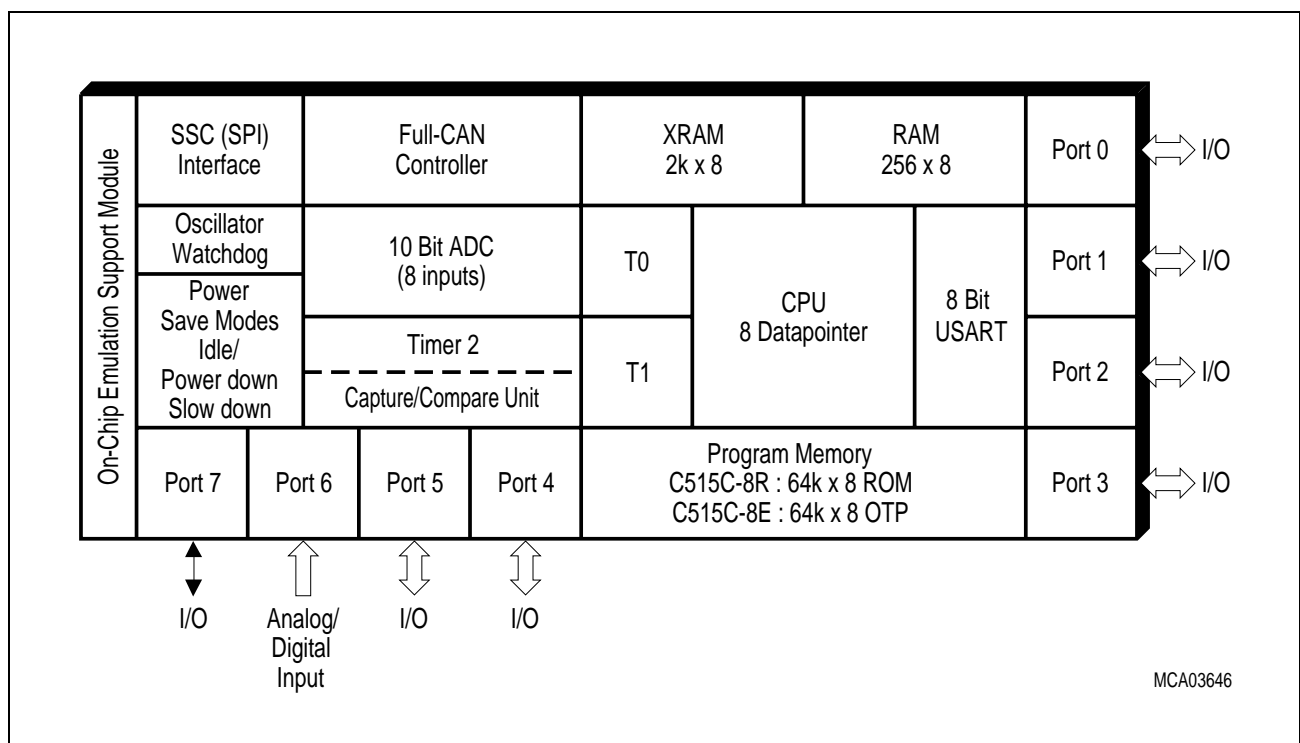 On-Chip Emulation Support Module
SSC (SPI)
Interface
Full-CAN
Controller
XRAM
2k x 8
RAM
256 x 8
Port 0
I/O
Oscillator
Watchdog
10 Bit ADC
(8 inputs)
T0
CPU
8 Datapointer
8 Bit
USART
Port 1
I/O
Power
Save Modes
Idle/
Power down
Slow down
Timer 2
Capture/Compare Unit
T1
Port 2
I/O
Port 7
Port 6
Port 5
Port 4
Program Memory
C515C-8R : 64k x 8 ROM
C515C-8E : 64k x 8 OTP
Port 3
I/O
I/O
Analog/
Digital
Input
I/O
I/O
MCA03646